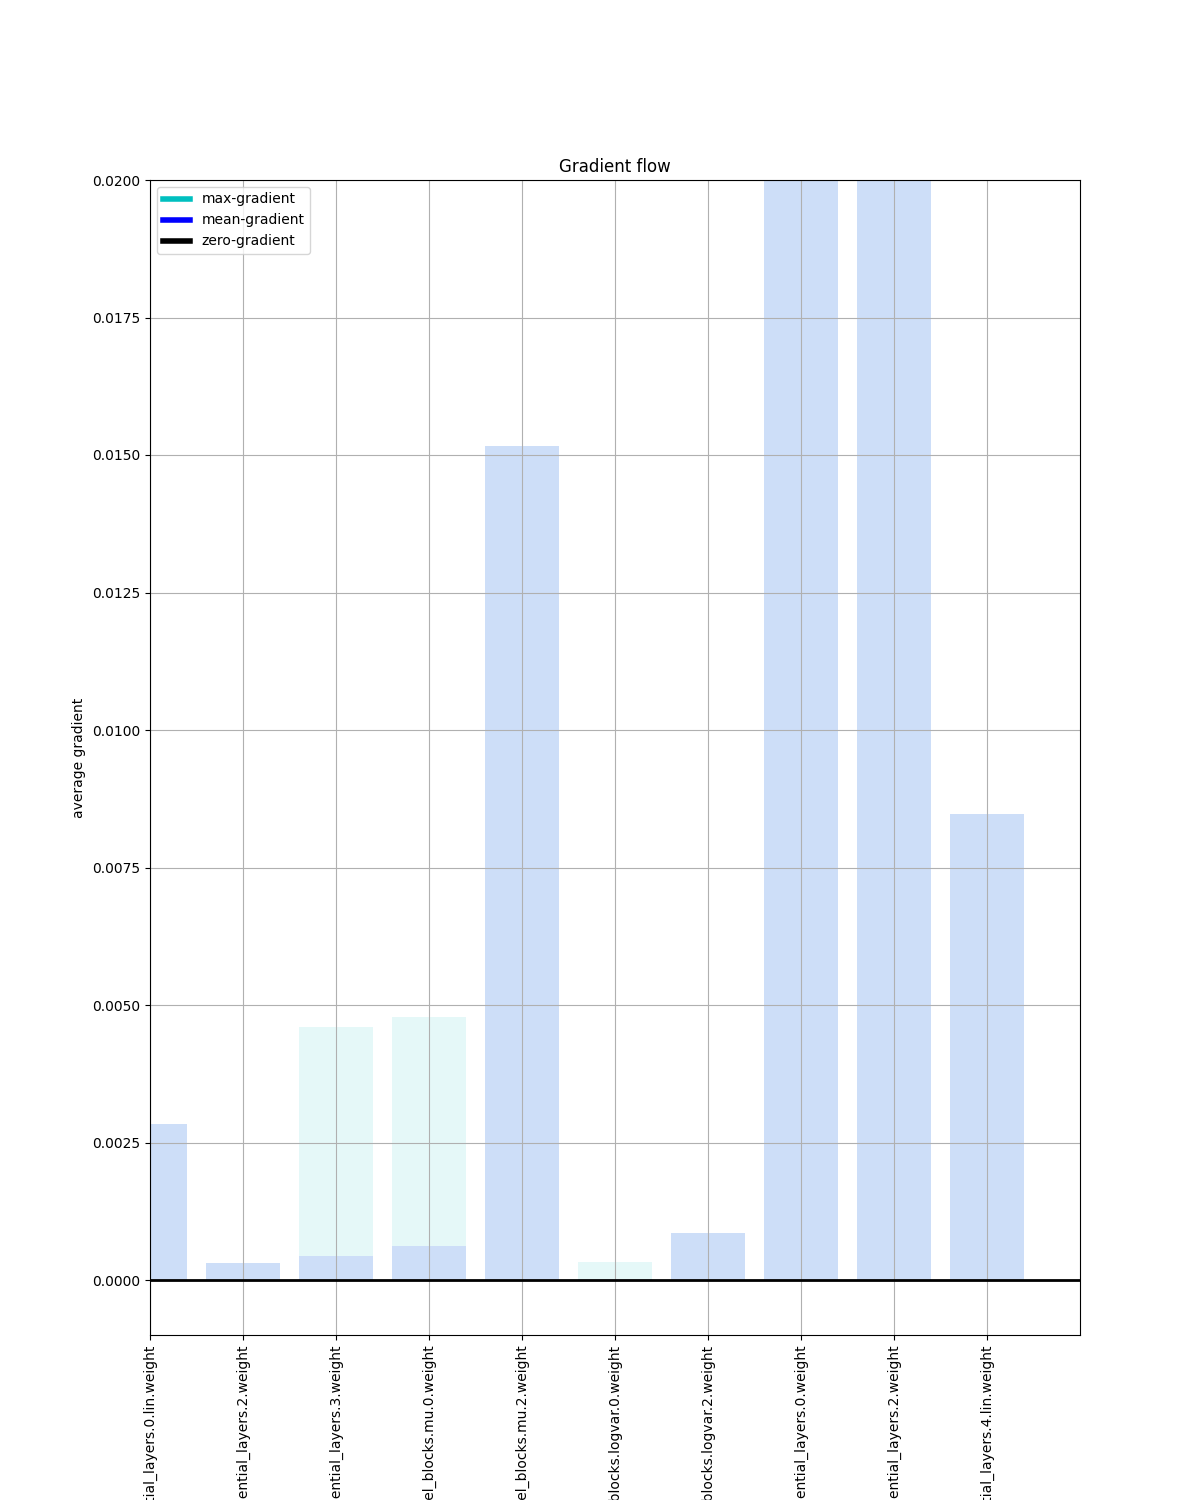 Gradient flow
max-gradient
mean-gradient
zero-gradient
0.0200
0.0175
0.0150
0.0125
0.0100
0.0075
0.0050
0.0025
0.0000
average gradient
tial_layers.0.lin.weight
ential_layers.2.weight
ential_layers.3.weight
el_blocks.mu.0.weight
el_blocks.mu.2.weight
blocks.logvar.0.weight
blocks.logvar.2.weight
ential_layers.0.weight
ential_layers.2.weight
tial_layers.4.lin.weight